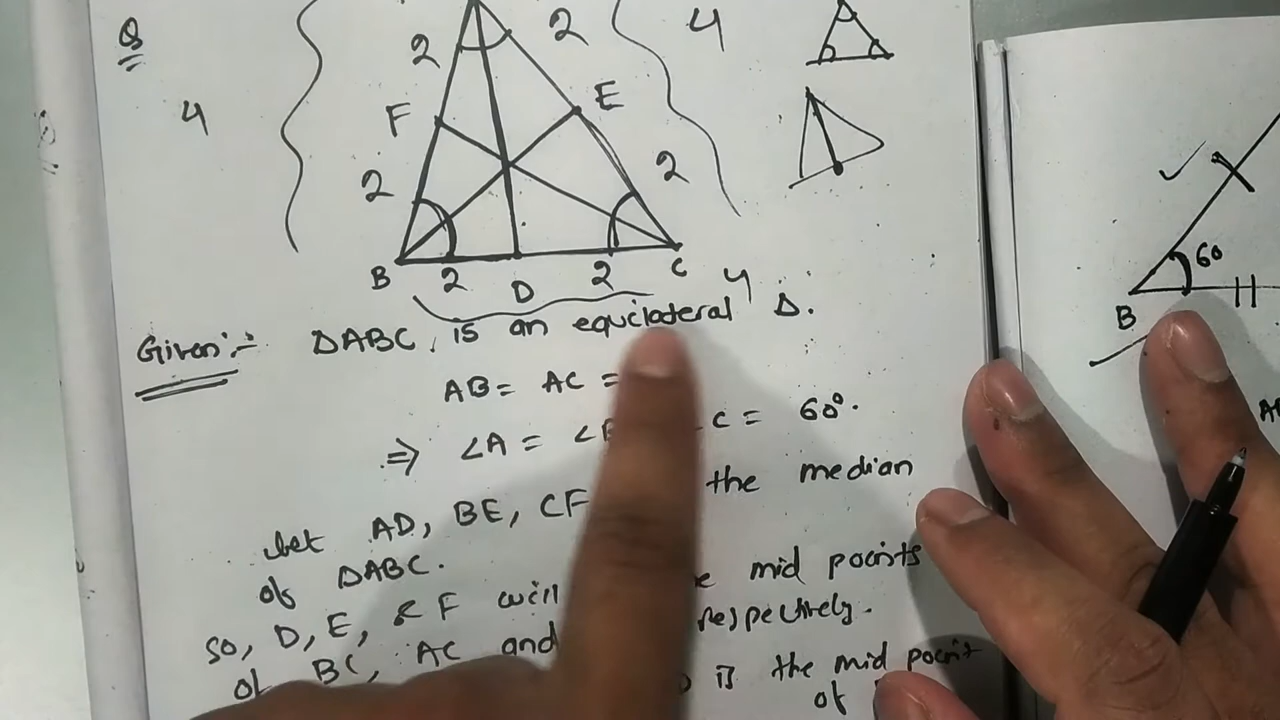 Q
2 2 4
4 F E
2 2
B 2 D 2 C 4
60
B
Given :- ΔABC is an equilateral Δ.
AB = AC =
⇒ ∠A = ∠ C = 60°.
Let AD, BE, CF the median
of ΔABC.
So, D, E, & F will mid points
of BC, AC and respectively.
is the mid point
of